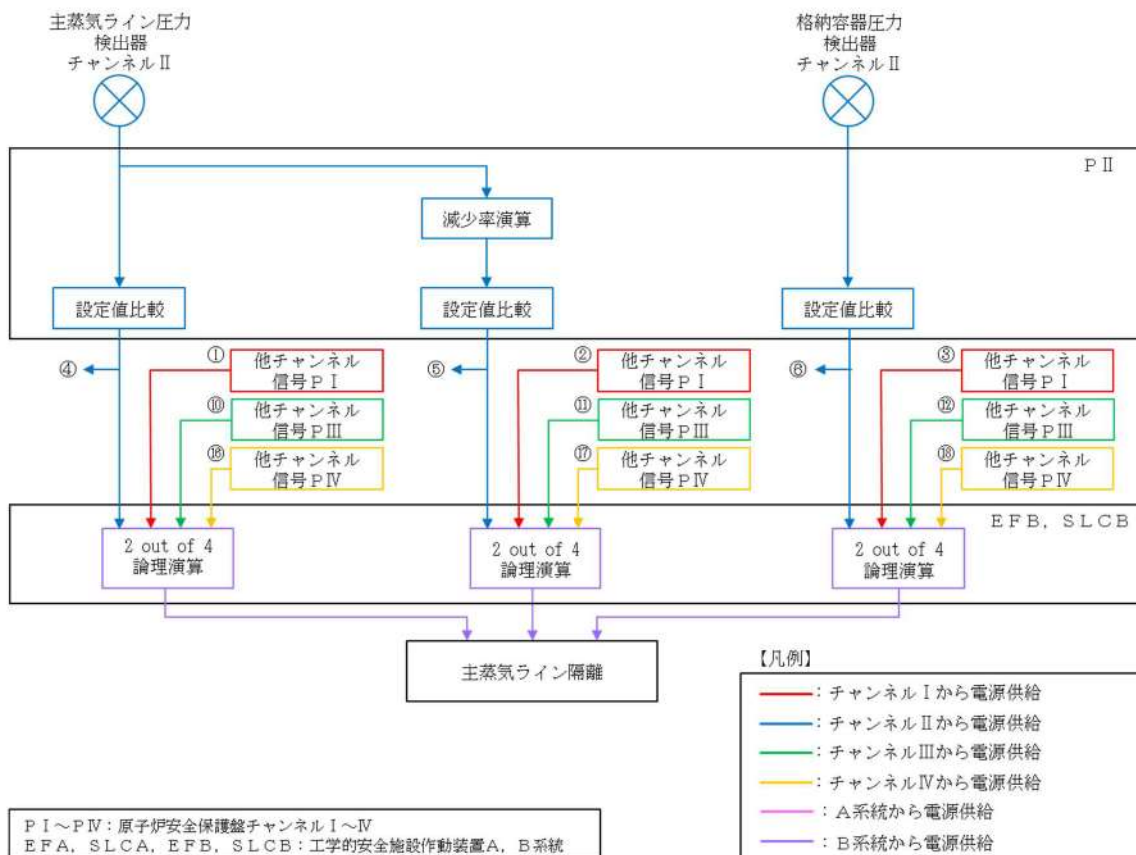 主蒸気ライン圧力
検出器
チャンネルⅡ
格納容器圧力
検出器
チャンネルⅡ
ＰⅡ
減少率演算
設定値比較
設定値比較
設定値比較
④
①
他チャンネル
信号ＰⅠ
⑩
他チャンネル
信号ＰⅢ
⑯
他チャンネル
信号ＰⅣ
⑤
②
他チャンネル
信号ＰⅠ
⑪
他チャンネル
信号ＰⅢ
⑰
他チャンネル
信号ＰⅣ
⑥
③
他チャンネル
信号ＰⅠ
⑫
他チャンネル
信号ＰⅢ
⑱
他チャンネル
信号ＰⅣ
ＥＦＢ，ＳＬＣＢ
2 out of 4
論理演算
2 out of 4
論理演算
2 out of 4
論理演算
主蒸気ライン隔離
【凡例】
：チャンネルⅠから電源供給
：チャンネルⅡから電源供給
：チャンネルⅢから電源供給
：チャンネルⅣから電源供給
：Ａ系統から電源供給
：Ｂ系統から電源供給
ＰⅠ～ＰⅣ：原子炉安全保護盤チャンネルⅠ～Ⅳ
ＥＦＡ，ＳＬＣＡ，ＥＦＢ，ＳＬＣＢ：工学的安全施設作動装置Ａ，Ｂ系統